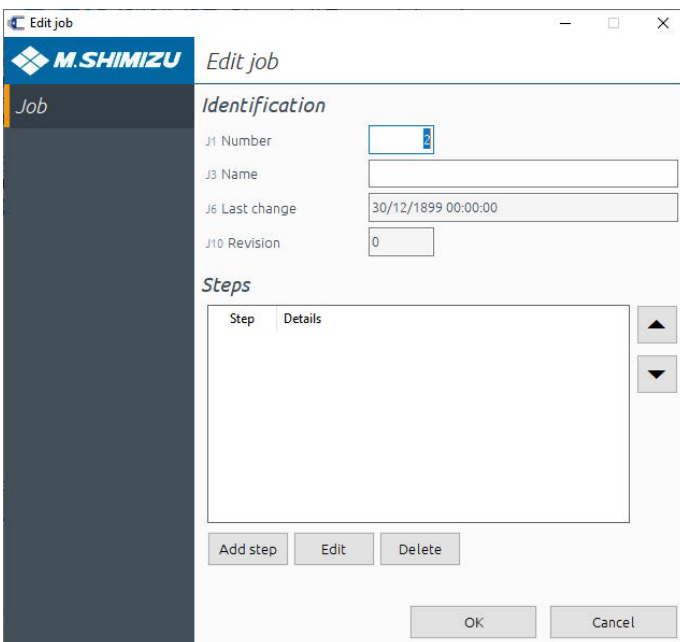 Edit job
M.SHIMIZU
Edit job
Job
Identification
J1 Number 2
J3 Name
J6 Last change 30/12/1899 00:00:00
J10 Revision 0
Steps
Step Details
Add step Edit Delete
OK Cancel